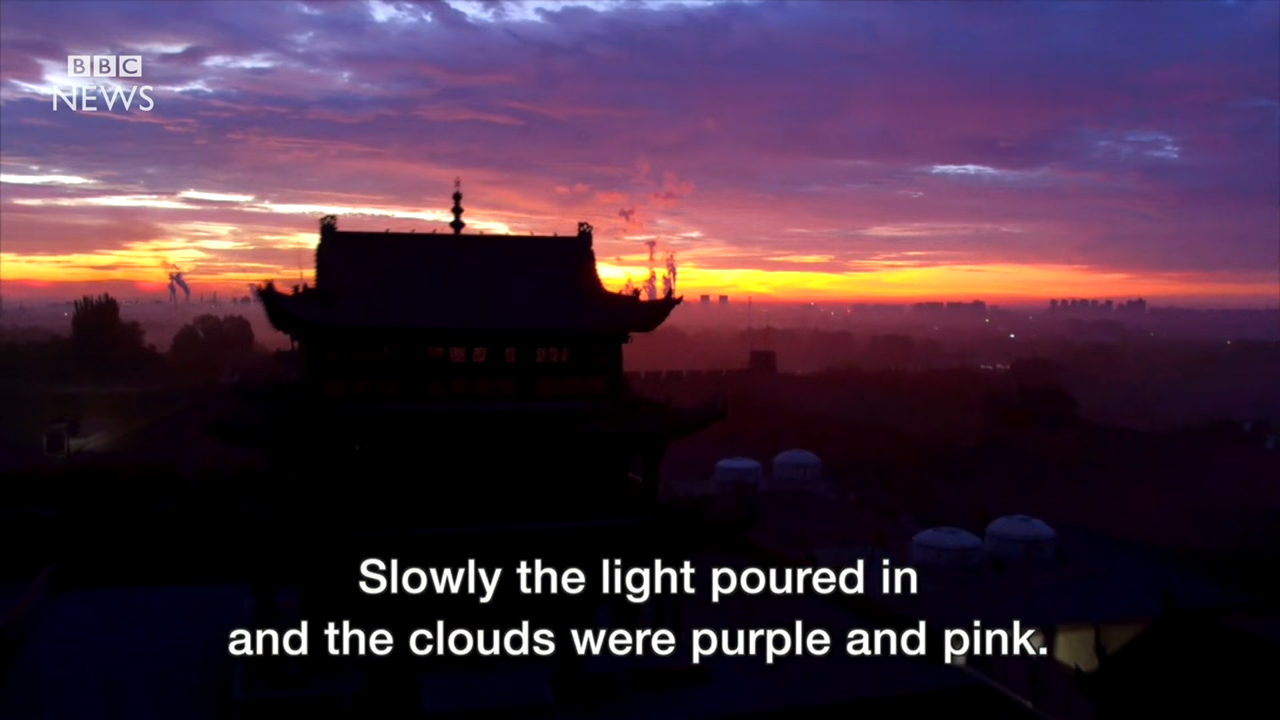 BBC
NEWS
Slowly the light poured in
and the clouds were purple and pink.